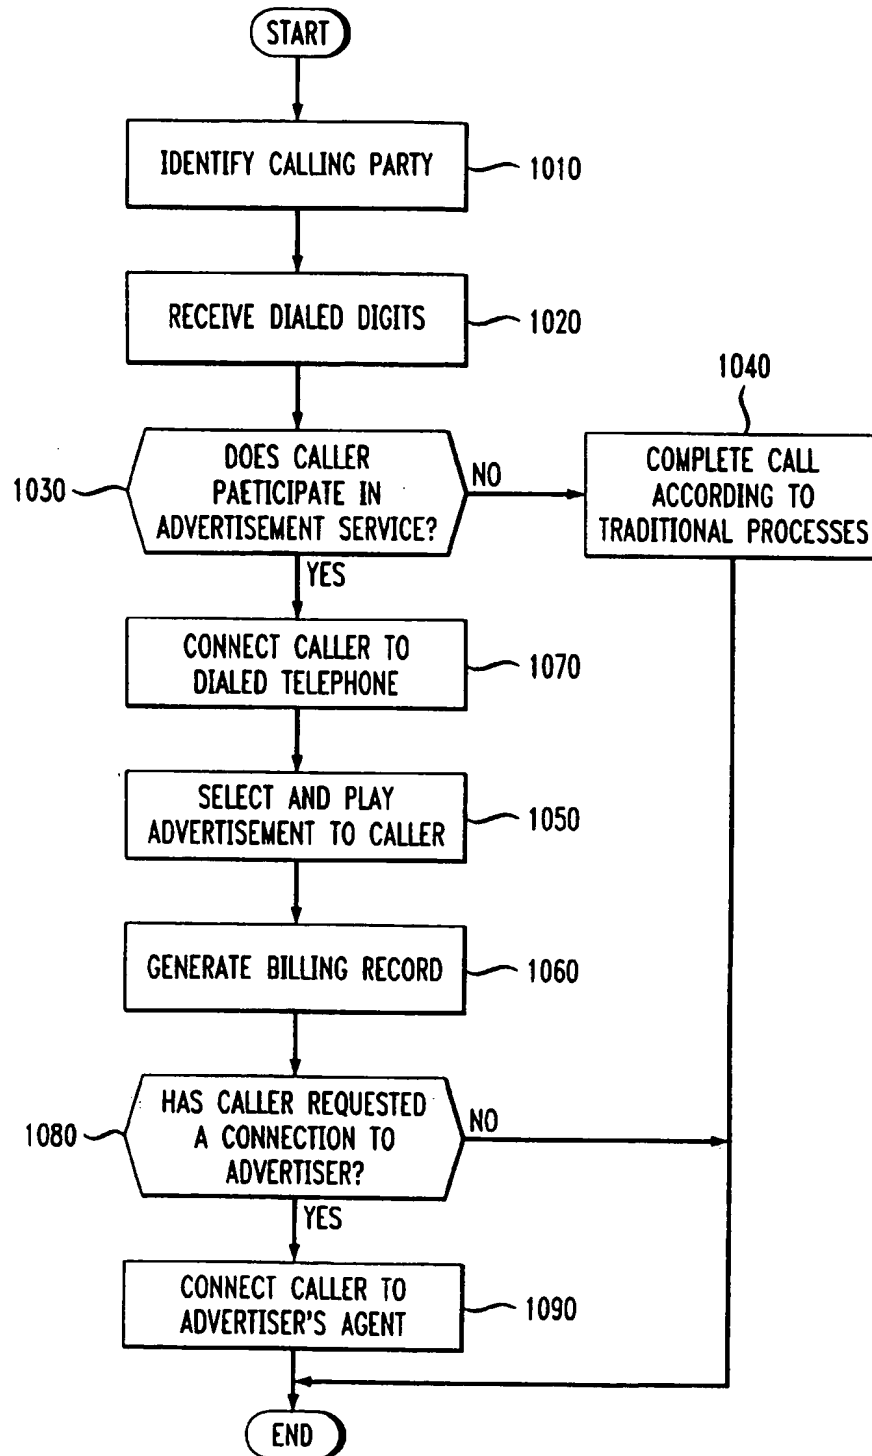 START
IDENTIFY CALLING PARTY
1010
RECEIVE DIALED DIGITS
1020
1040
DOES CALLER
PAETICIPATE IN
ADVERTISEMENT SERVICE?
1030
NO
COMPLETE CALL
ACCORDING TO
TRADITIONAL PROCESSES
YES
CONNECT CALLER TO
DIALED TELEPHONE
1070
SELECT AND PLAY
ADVERTISEMENT TO CALLER
1050
GENERATE BILLING RECORD
1060
HAS CALLER REQUESTED
A CONNECTION TO
ADVERTISER?
1080
NO
YES
CONNECT CALLER TO
ADVERTISER'S AGENT
1090
END